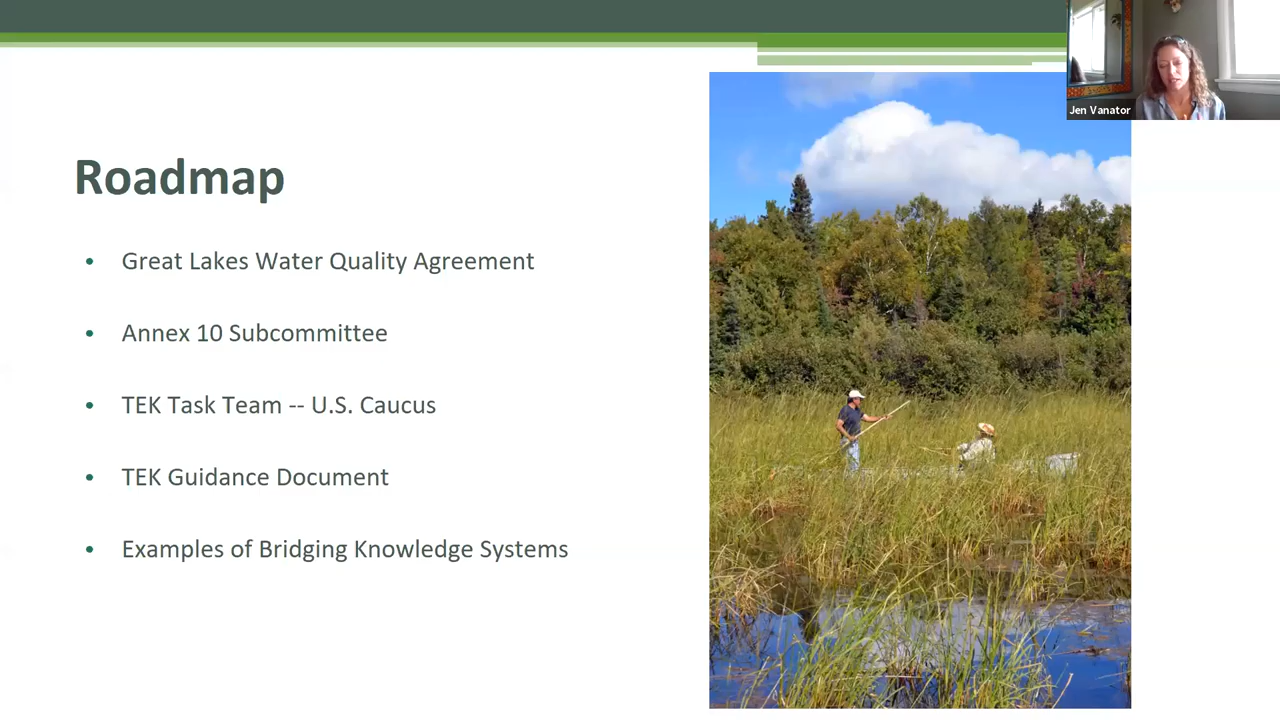 Jen Vanator
Roadmap
• Great Lakes Water Quality Agreement
• Annex 10 Subcommittee
• TEK Task Team -- U.S. Caucus
• TEK Guidance Document
• Examples of Bridging Knowledge Systems